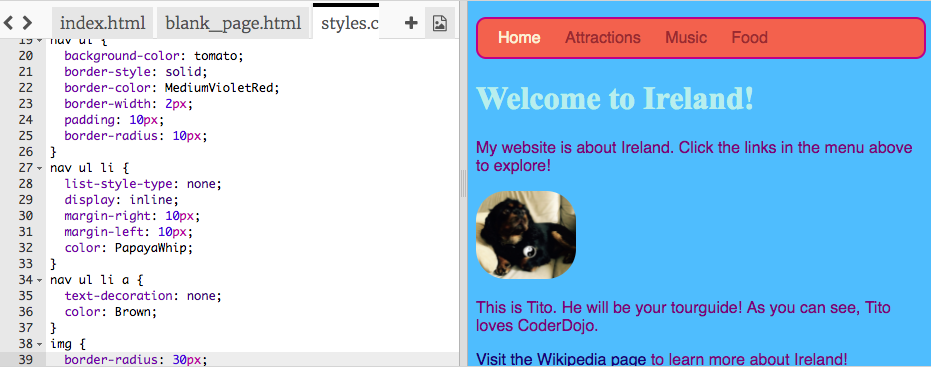 index.html blank_page.html styles.c
19 nav ul {
20 background-color: tomato;
21 border-style: solid;
22 border-color: MediumVioletRed;
23 border-width: 2px;
24 padding: 10px;
25 border-radius: 10px;
26 }
27 nav ul li {
28 list-style-type: none;
29 display: inline;
30 margin-right: 10px;
31 margin-left: 10px;
32 color: PapayaWhip;
33 }
34 nav ul li a {
35 text-decoration: none;
36 color: Brown;
37 }
38 img {
39 border-radius: 30px;
Home Attractions Music Food
Welcome to Ireland!
My website is about Ireland. Click the links in the menu above
to explore!
This is Tito. He will be your tourguide! As you can see, Tito
loves CoderDojo.
Visit the Wikipedia page to learn more about Ireland!